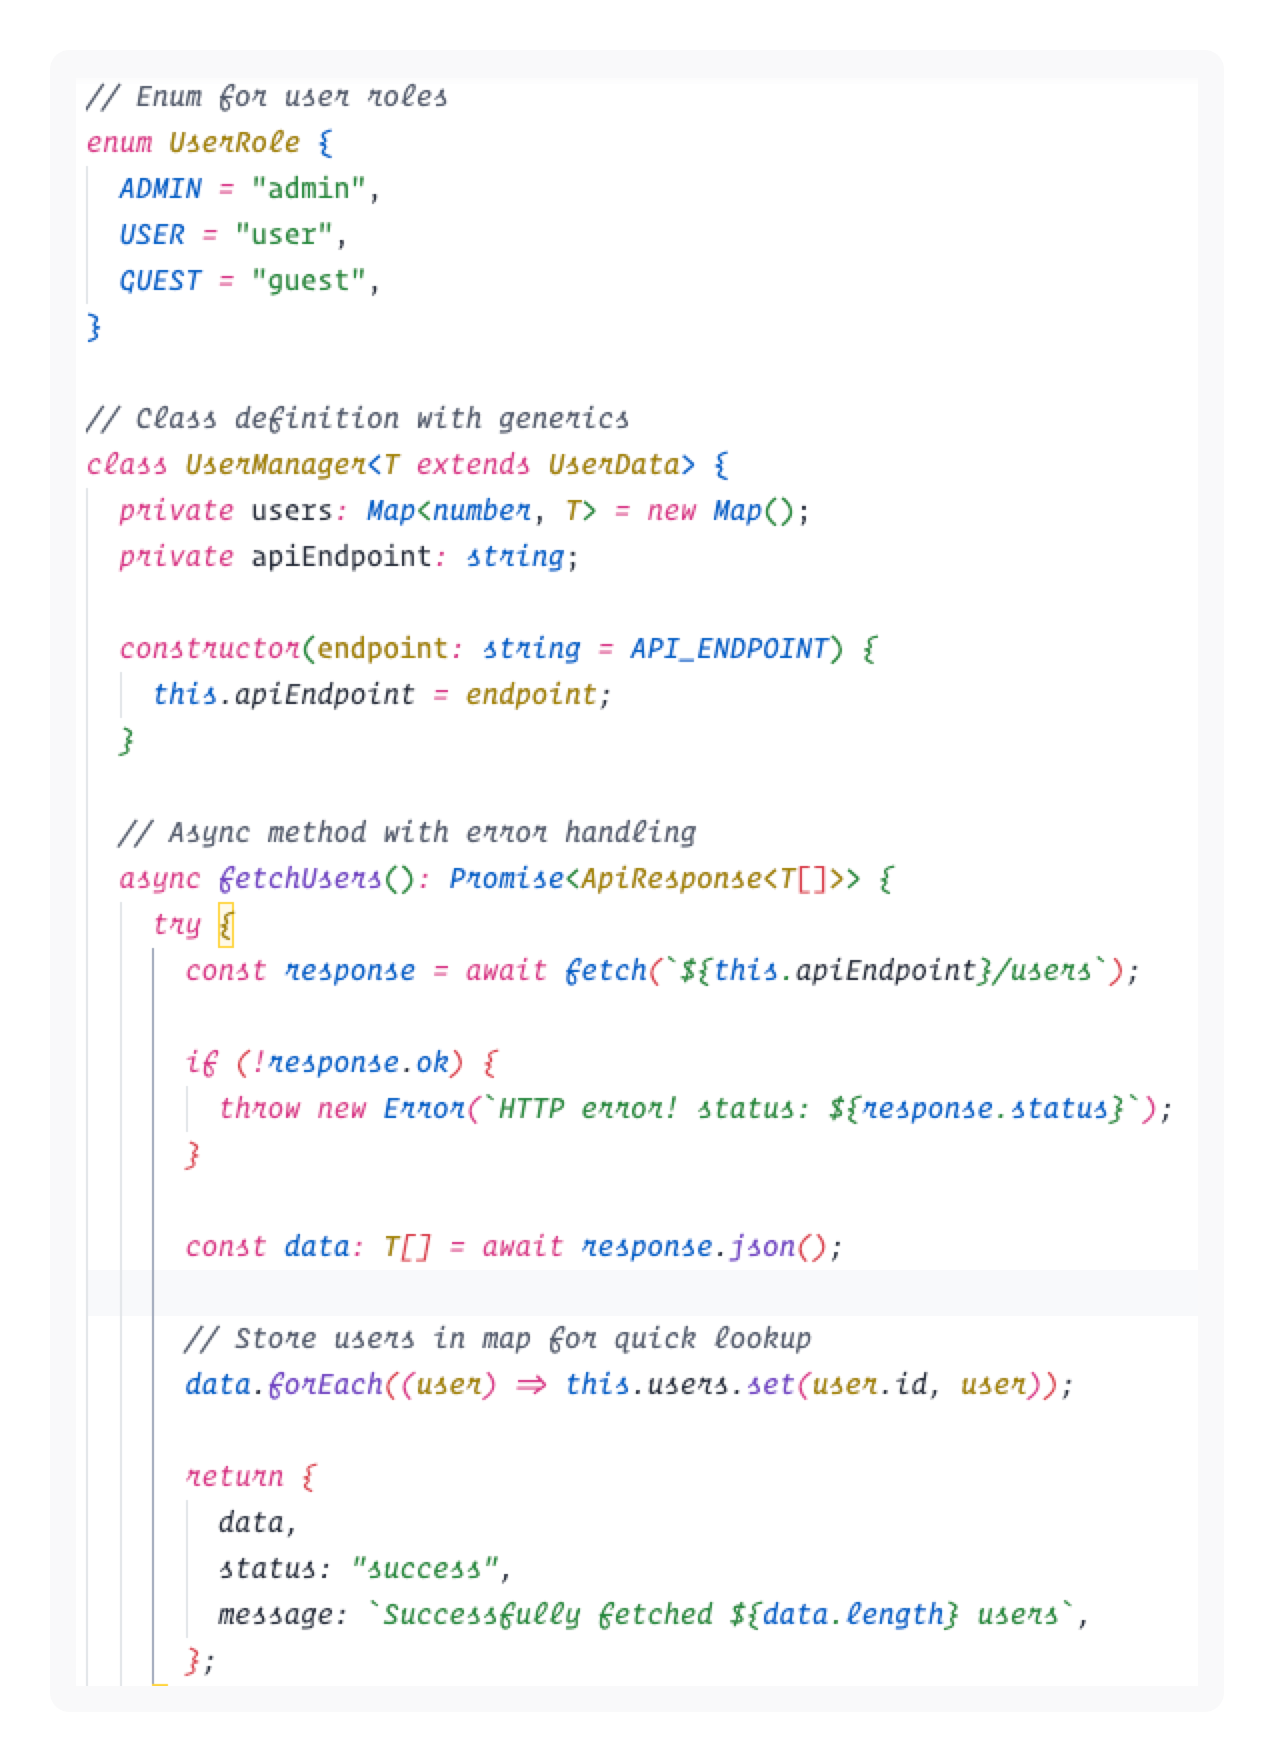 // Enum for user roles
enum UserRole {
  ADMIN = "admin",
  USER = "user",
  GUEST = "guest",
}

// Class definition with generics
class UserManager<T extends UserData> {
  private users: Map<number, T> = new Map();
  private apiEndpoint: string;

  constructor(endpoint: string = API_ENDPOINT) {
    this.apiEndpoint = endpoint;
  }

  // Async method with error handling
  async fetchUsers(): Promise<ApiResponse<T[]>> {
    try {
      const response = await fetch(`${this.apiEndpoint}/users`);

      if (!response.ok) {
        throw new Error(`HTTP error! status: ${response.status}`);
      }

      const data: T[] = await response.json();

      // Store users in map for quick lookup
      data.forEach((user) => this.users.set(user.id, user));

      return {
        data,
        status: "success",
        message: `Successfully fetched ${data.length} users`,
      };